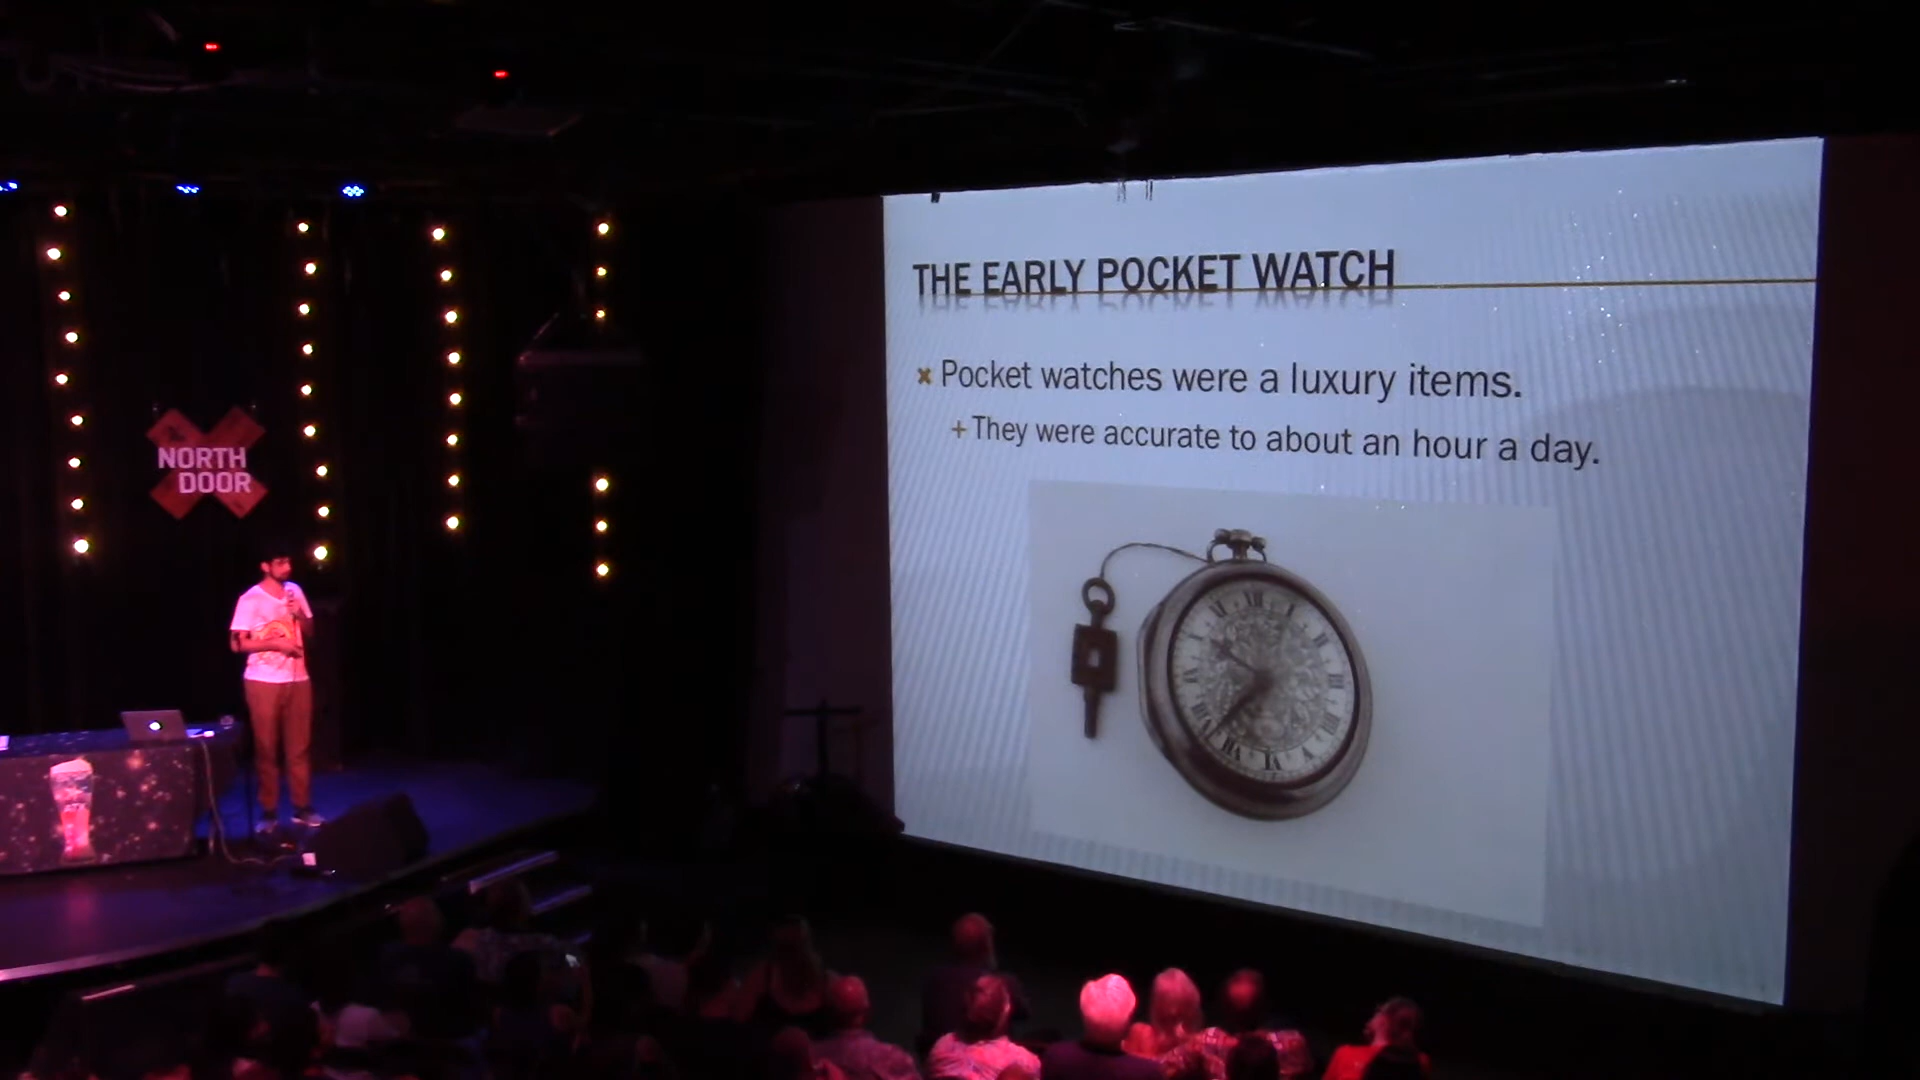 NORTH
DOOR
THE EARLY POCKET WATCH
Pocket watches were a luxury items.
They were accurate to about an hour a day.